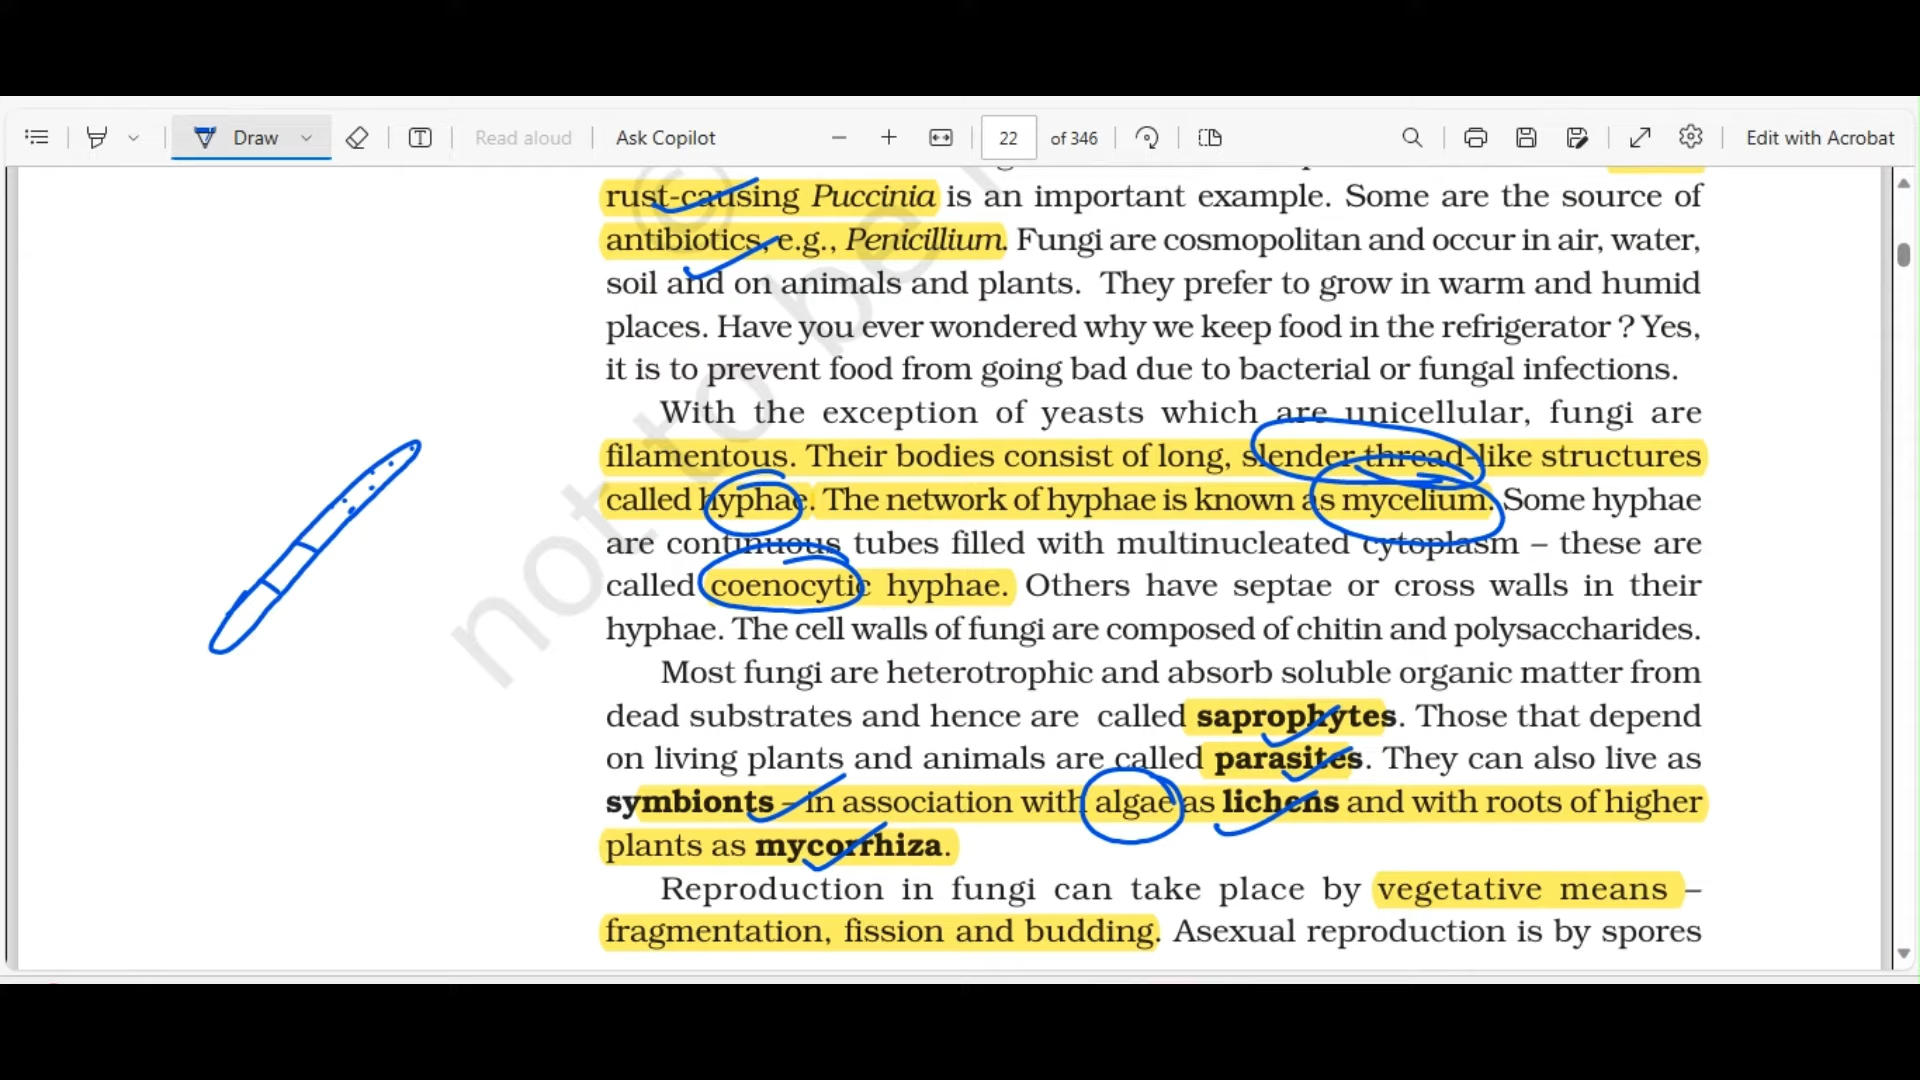 Draw Read aloud Ask Copilot 22 of 346 Edit with Acrobat
rust-causing Puccinia is an important example. Some are the source of
antibiotics, e.g., Penicillium. Fungi are cosmopolitan and occur in air, water,
soil and on animals and plants. They prefer to grow in warm and humid
places. Have you ever wondered why we keep food in the refrigerator ? Yes,
it is to prevent food from going bad due to bacterial or fungal infections.
With the exception of yeasts which are unicellular, fungi are
filamentous. Their bodies consist of long, slender thread-like structures
called hyphae. The network of hyphae is known as mycelium. Some hyphae
are continuous tubes filled with multinucleated cytoplasm – these are
called coenocytic hyphae. Others have septae or cross walls in their
hyphae. The cell walls of fungi are composed of chitin and polysaccharides.
Most fungi are heterotrophic and absorb soluble organic matter from
dead substrates and hence are called saprophytes. Those that depend
on living plants and animals are called parasites. They can also live as
symbionts – in association with algae as lichens and with roots of higher
plants as mycorrhiza.
Reproduction in fungi can take place by vegetative means –
fragmentation, fission and budding. Asexual reproduction is by spores
© not to be